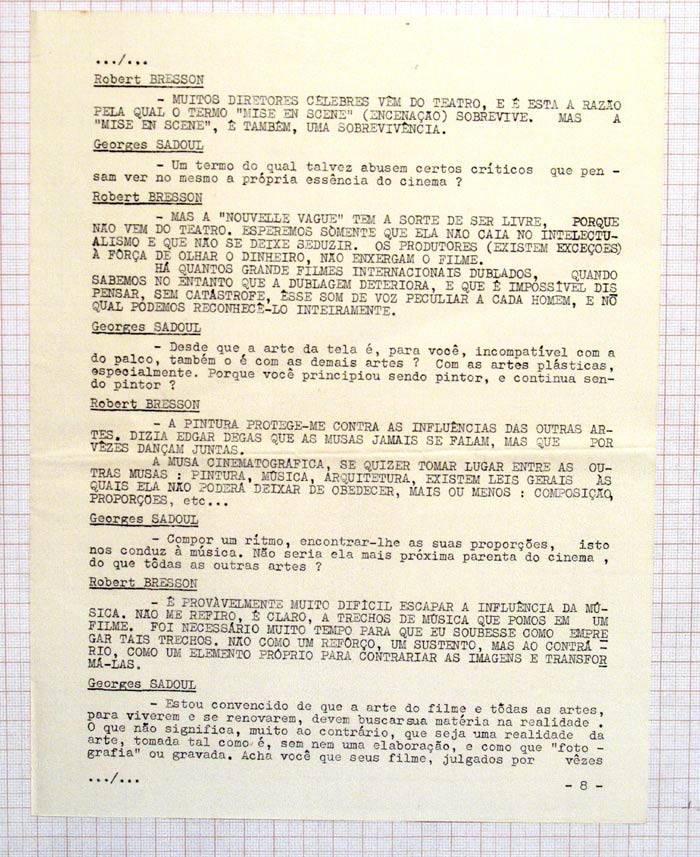 .../...
Robert BRESSON
- MUITOS DIRETORES CÉLEBRES VÊM DO TEATRO, E É ESTA A RAZÃO
PELA QUAL O TERMO "MISE EN SCENE" (ENCENAÇÃO) SOBREVIVE. MAS A
"MISE EN SCENE", É TAMBÉM, UMA SOBREVIVÊNCIA.
Georges SADOUL
- Um termo do qual talvez abusem certos críticos que pen -
sam ver no mesmo a própria essência do cinema ?
Robert BRESSON
- MAS A "NOUVELLE VAGUE" TEM A SORTE DE SER LIVRE, PORQUE
NÃO VEM DO TEATRO. ESPEREMOS SÒMENTE QUE ELA NÃO CAIA NO INTELECTU-
ALISMO E QUE NÃO SE DEIXE SEDUZIR. OS PRODUTORES (EXISTEM EXCEÇOES)
À FÔRÇA DE OLHAR O DINHEIRO, NÃO ENXERGAM O FILME.
HÁ QUANTOS GRANDE FILMES INTERNACIONAIS DUBLADOS, QUANDO
SABEMOS NO ENTANTO QUE A DUBLAGEM DETERIORA, E QUE É IMPOSSÍVEL DIS
PENSAR, SEM CATÁSTROFE, ÊSSE SOM DE VOZ PECULIAR A CADA HOMEM, E NO
QUAL PODEMOS RECONHECÊ-LO INTEIRAMENTE.
Georges SADOUL
- Desde que a arte da tela é, para você, incompatível com a
do palco, também o é com as demais artes ? Com as artes plásticas,
especialmente. Porque você principiou sendo pintor, e continua sen-
do pintor ?
Robert BRESSON
- A PINTURA PROTEGE-ME CONTRA AS INFLUÊNCIAS DAS OUTRAS AR-
TES. DIZIA EDGAR DEGAS QUE AS MUSAS JAMAIS SE FALAM, MAS QUE POR
VÊZES DANÇAM JUNTAS.
A MUSA CINEMATOGRÁFICA, SE QUIZER TOMAR LUGAR ENTRE AS OU-
TRAS MUSAS : PINTURA, MÚSICA, ARQUITETURA, EXISTEM LEIS GERAIS ÀS
QUAIS ELA NÃO PODERÁ DEIXAR DE OBEDECER, MAIS OU MENOS : COMPOSIÇÃO,
PROPORÇÕES, etc...
Georges SADOUL
- Compor um rítmo, encontrar-lhe as suas proporções, isto
nos conduz à música. Não seria ela mais próxima parenta do cinema ,
do que tôdas as outras artes ?
Robert BRESSON
- É PROVÀVELMENTE MUITO DIFÍCIL ESCAPAR A INFLUÊNCIA DA MÚ-
SICA. NÃO ME REFIRO, É CLARO, A TRECHOS DE MÚSICA QUE POMOS EM UM
FILME. FOI NECESSÁRIO MUITO TEMPO PARA QUE EU SOUBESSE COMO EMPRE
GAR TAIS TRECHOS, NÃO COMO UM REFÔRÇO, UM SUSTENTO, MAS AO CONTRÁ -
RIO, COMO UM ELEMENTO PRÓPRIO PARA CONTRARIAR AS IMAGENS E TRANSFOR
MÁ-LAS.
Georges SADOUL
- Estou convencido de que a arte do filme e tôdas as artes,
para viverem e se renovarem, devem buscarsua matéria na realidade .
O que não significa, muito ao contrário, que seja uma realidade da
arte, tomada tal como é, sem nem uma elaboração, e como que "foto -
grafia" ou gravada. Acha você que seus filme, julgados por vêzes
.../...
- 8 -